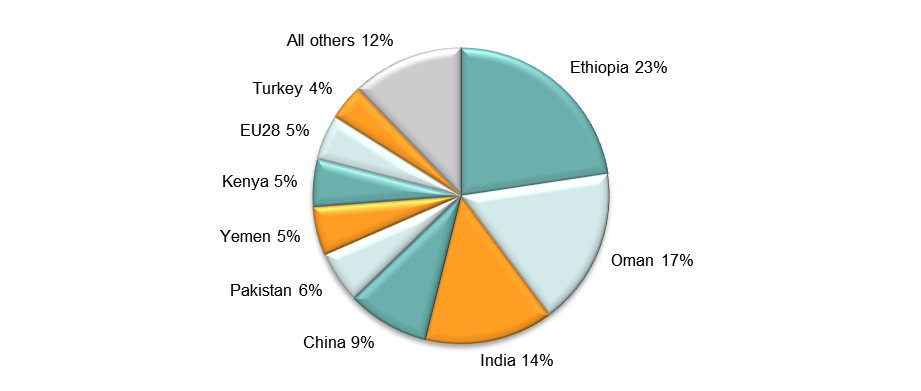 All others 12%
Ethiopia 23%
Turkey 4%
EU28 5%
Kenya 5%
Yemen 5%
Oman 17%
Pakistan 6%
China 9%
India 14%